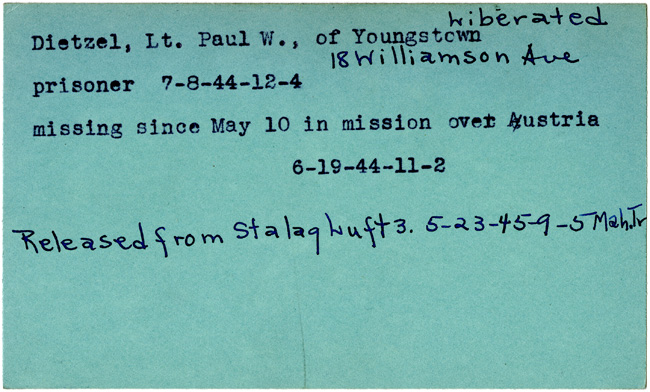 Liberated
Dietzel, Lt. Paul W., of Youngstown
18 Williamson Ave
prisoner 7-8-44-12-4
missing since May 10 in mission over Austria
6-19-44-11-2
Released from Stalag Luft 3. 5-23-45-9-5 Mah. Tr